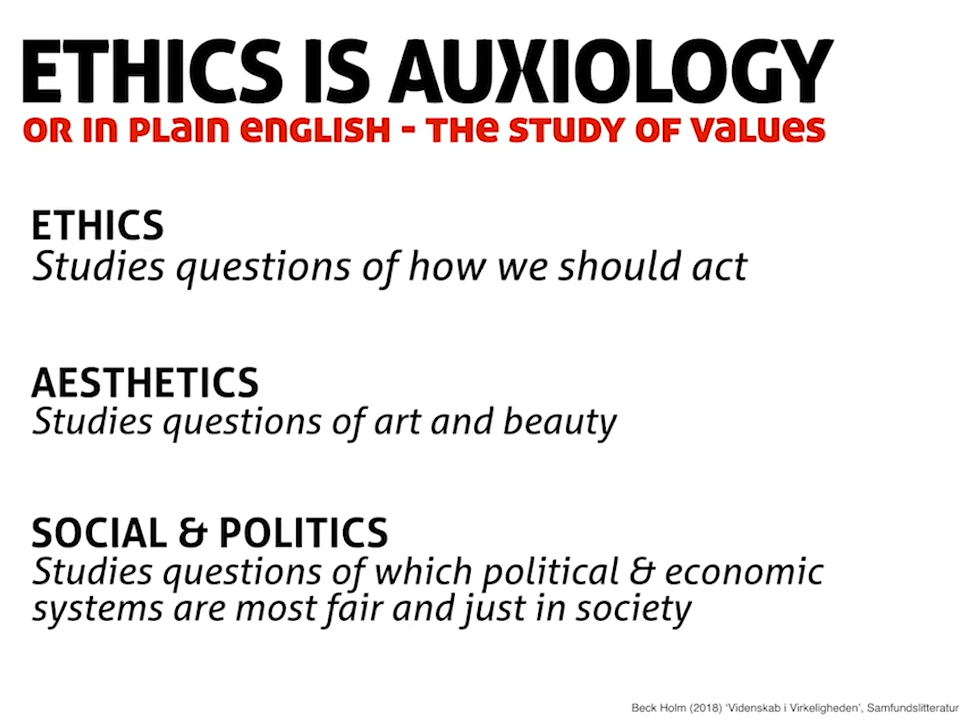 ETHICS IS AUXIOLOGY
OR IN PLAIN ENGLISH - THE STUDY OF VALUES
ETHICS
Studies questions of how we should act
AESTHETICS
Studies questions of art and beauty
SOCIAL & POLITICS
Studies questions of which political & economic
systems are most fair and just in society
Beck Holm (2018) 'Videnskab i Virkeligheden', Samfundslitteratur